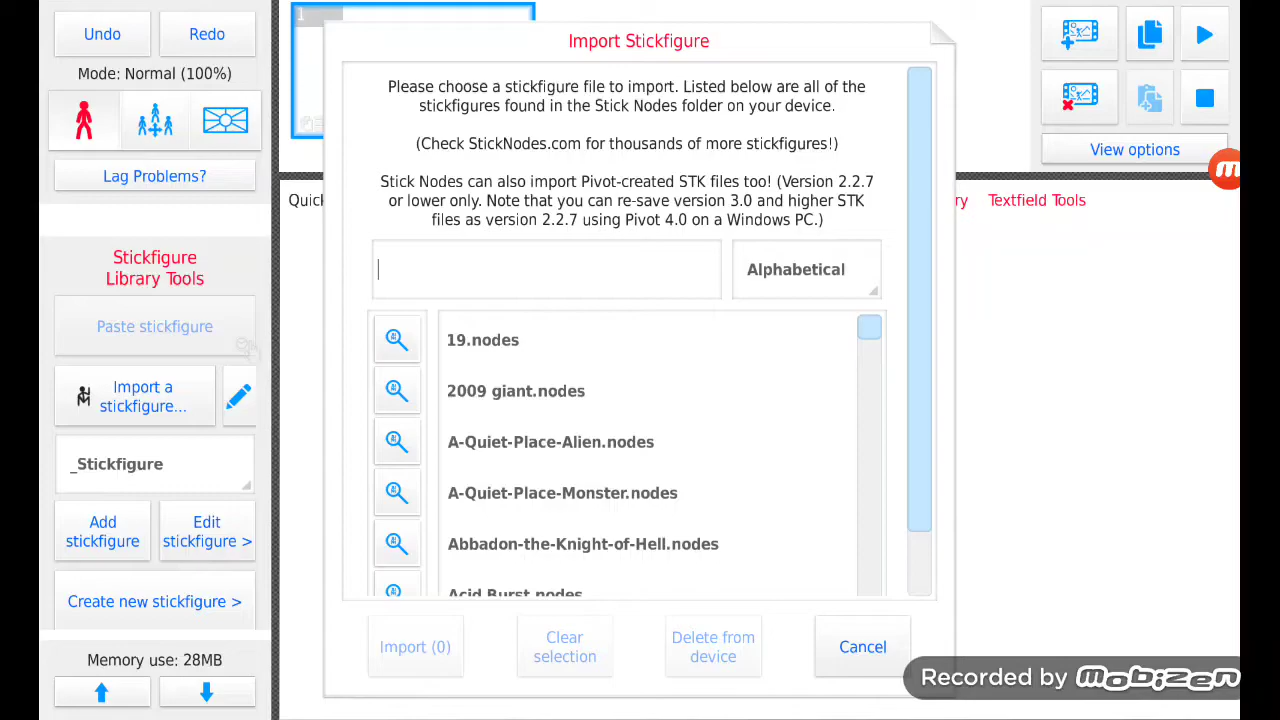 Undo
Redo
Mode: Normal (100%)
Lag Problems?
Stickfigure
Library Tools
Paste stickfigure
Import a
stickfigure...
_Stickfigure
Add
stickfigure
Edit
stickfigure >
Create new stickfigure >
Memory use: 28MB
1
Quick
Import Stickfigure
Please choose a stickfigure file to import. Listed below are all of the
stickfigures found in the Stick Nodes folder on your device.
(Check StickNodes.com for thousands of more stickfigures!)
Stick Nodes can also import Pivot-created STK files too! (Version 2.2.7
or lower only. Note that you can re-save version 3.0 and higher STK
files as version 2.2.7 using Pivot 4.0 on a Windows PC.)
Alphabetical
19.nodes
2009 giant.nodes
A-Quiet-Place-Alien.nodes
A-Quiet-Place-Monster.nodes
Abbadon-the-Knight-of-Hell.nodes
Acid Burst.nodes
Import (0)
Clear
selection
Delete from
device
Cancel
View options
ry
Textfield Tools
Recorded by mobizen